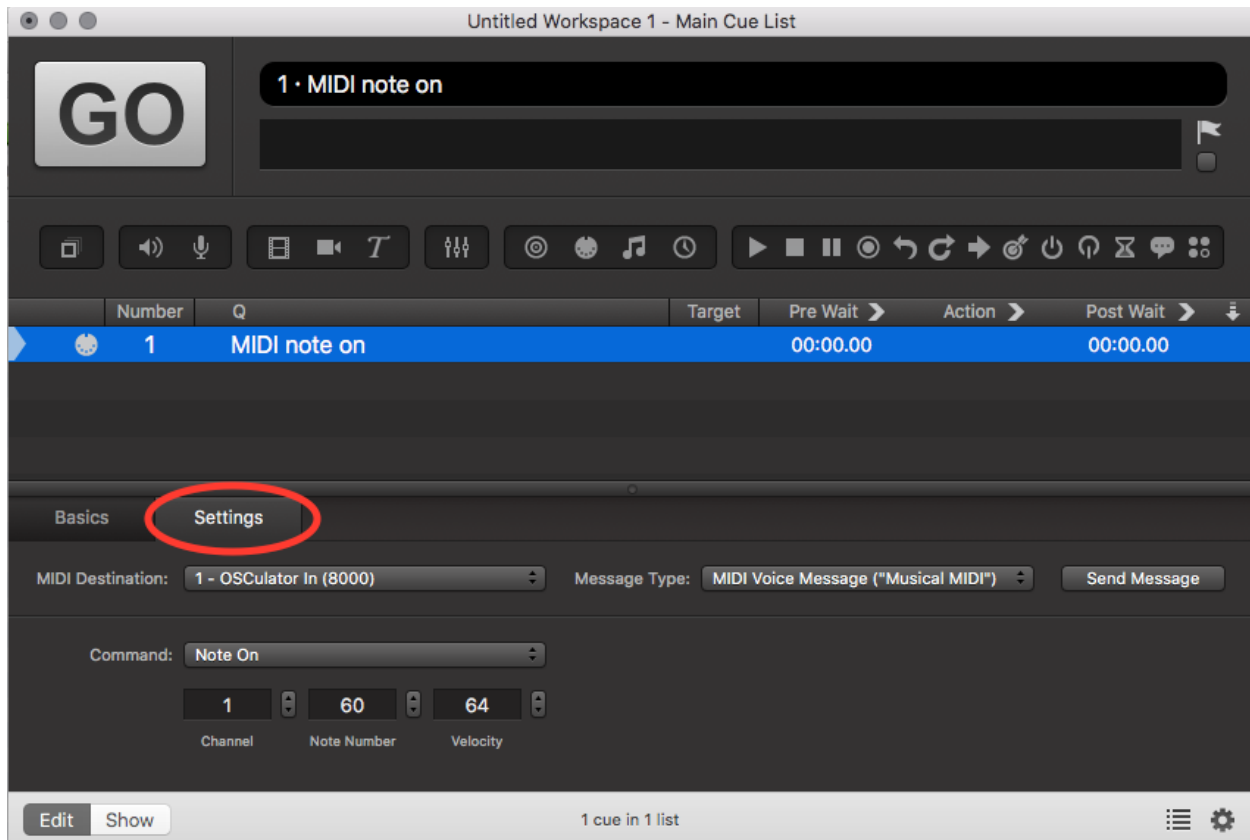 Untitled Workspace 1 - Main Cue List
GO
1 · MIDI note on
T
Number Q Target Pre Wait Action Post Wait
1 MIDI note on 00:00.00 00:00.00
Basics Settings
MIDI Destination: 1 - OSCulator In (8000) Message Type: MIDI Voice Message ("Musical MIDI") Send Message
Command: Note On
1 60 64
Channel Note Number Velocity
Edit Show 1 cue in 1 list